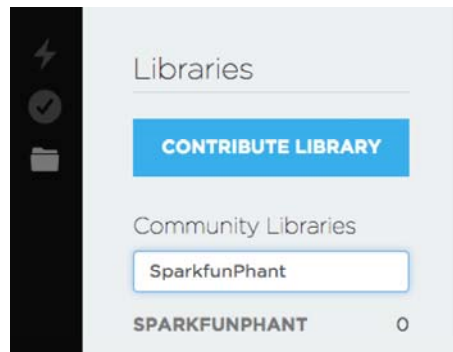 Libraries
CONTRIBUTE LIBRARY
Community Libraries
SparkfunPhant
SPARKFUNPHANT 0